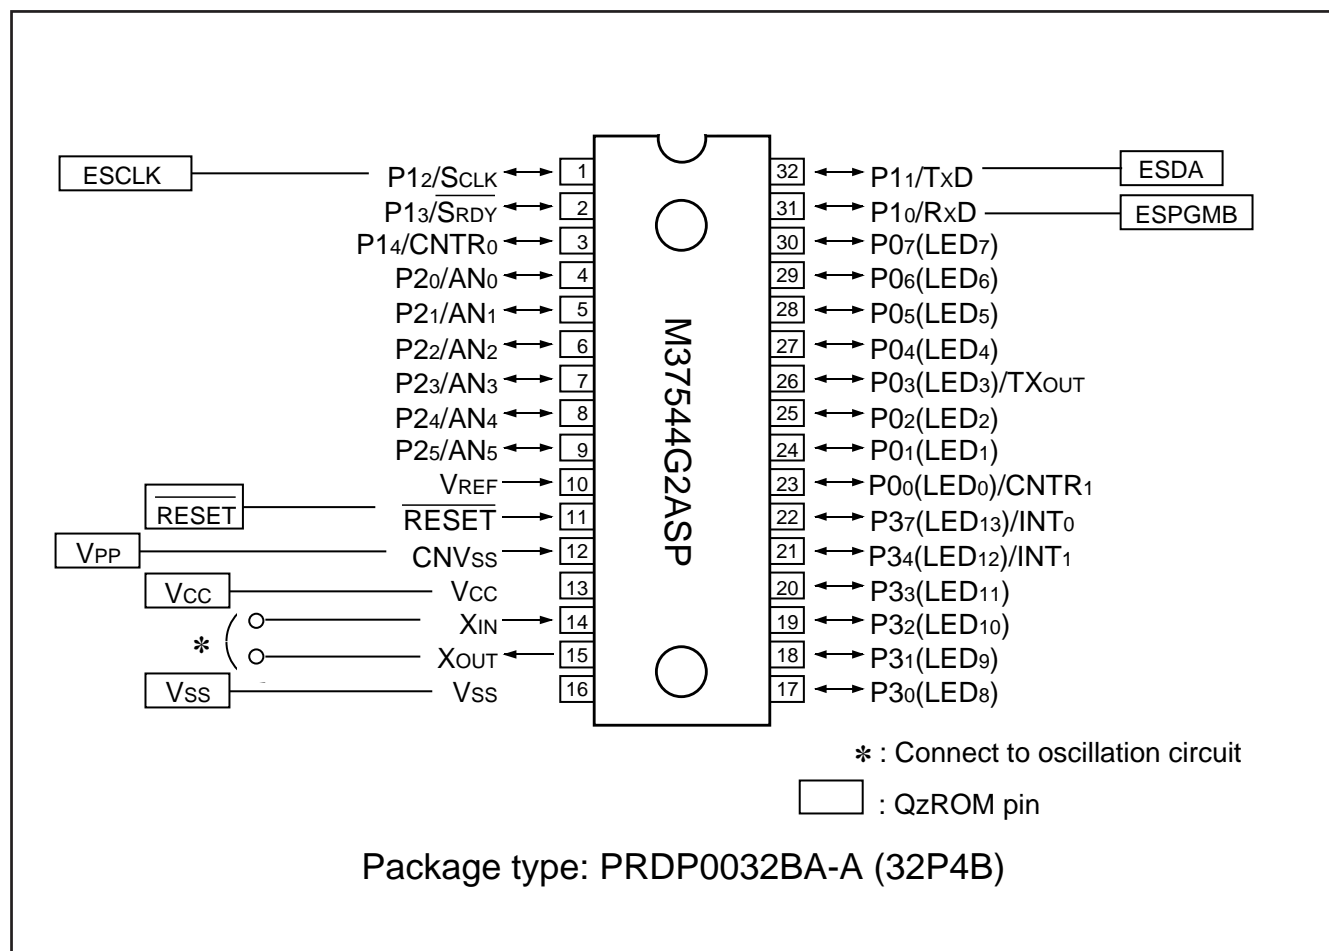 ESCLK P12/SCLK 1 32 P11/TXD ESDA
P13/SRDY 2 31 P10/RXD ESPGMB
P14/CNTR0 3 30 P07(LED7)
P20/AN0 4 29 P06(LED6)
P21/AN1 5 28 P05(LED5)
P22/AN2 6 27 P04(LED4)
P23/AN3 7 26 P03(LED3)/TXOUT
P24/AN4 8 25 P02(LED2)
P25/AN5 9 24 P01(LED1)
VREF 10 23 P00(LED0)/CNTR1
RESET RESET 11 22 P37(LED13)/INT0
VPP CNVSS 12 21 P34(LED12)/INT1
VCC VCC 13 20 P33(LED11)
XIN 14 19 P32(LED10)
* XOUT 15 18 P31(LED9)
VSS VSS 16 17 P30(LED8)
M37544G2ASP
* : Connect to oscillation circuit
: QzROM pin
Package type: PRDP0032BA-A (32P4B)